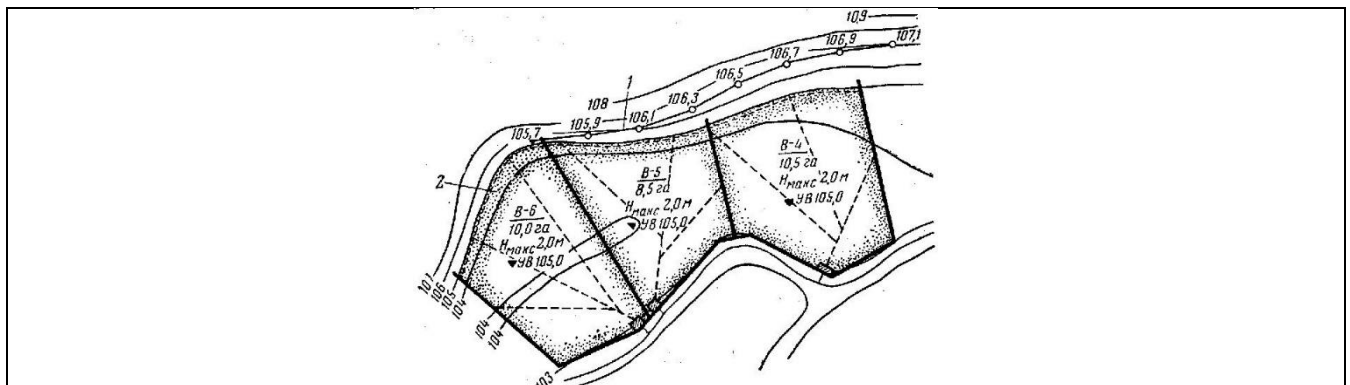 10,9
107,1
106,9
106,7
106,5
106,3
1
108
106,1
105,9
105,7
2
В-4
10,5 га
Нмакс 2,0 м
УВ 105,0
В-5
8,5 га
Нмакс 2,0 м
УВ 105,0
В-6
10,0 га
Нмакс 2,0 м
УВ 105,0
107
106
105
104
104
104
103